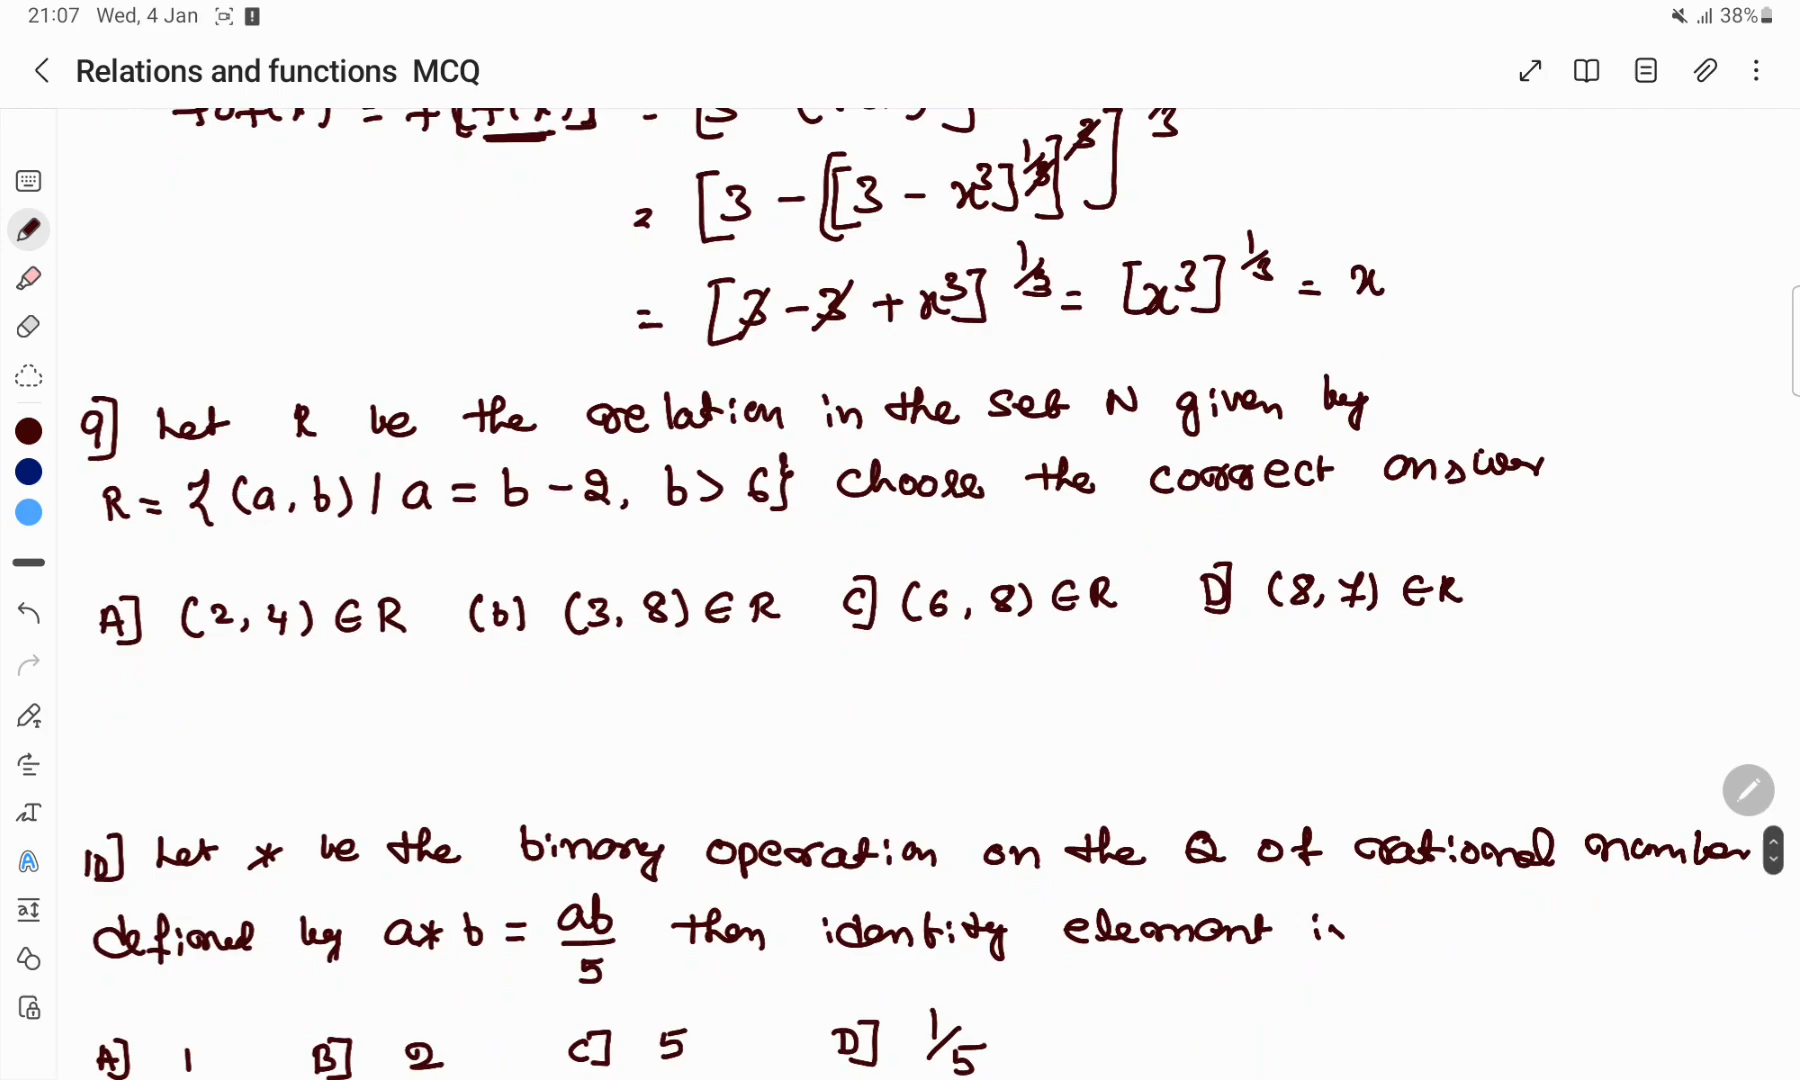 21:07 Wed, 4 Jan 38%
Relations and functions MCQ
= [3 - [[3 - x³]^1/3]^3]^1/3
= [3 - 3 + x³]^1/3 = [x³]^1/3 = x
9] Let R be the relation in the set N given by
R = {(a, b) / a = b - 2, b > 6} choose the correct answer
A] (2, 4) ∈ R (b) (3, 8) ∈ R C] (6, 8) ∈ R D] (8, 7) ∈ R
10] Let * be the binary operation on the Q of rational number
defined by a * b = ab/5 then identity element is
A] 1 B] 2 C] 5 D] 1/5